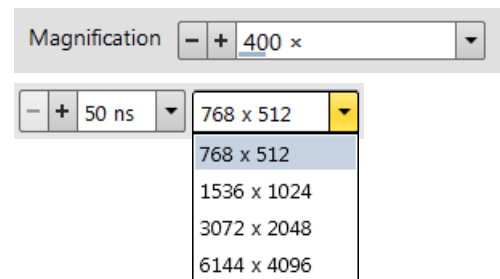 Magnification − + 400 ×
− + 50 ns 768 x 512
768 x 512
1536 x 1024
3072 x 2048
6144 x 4096